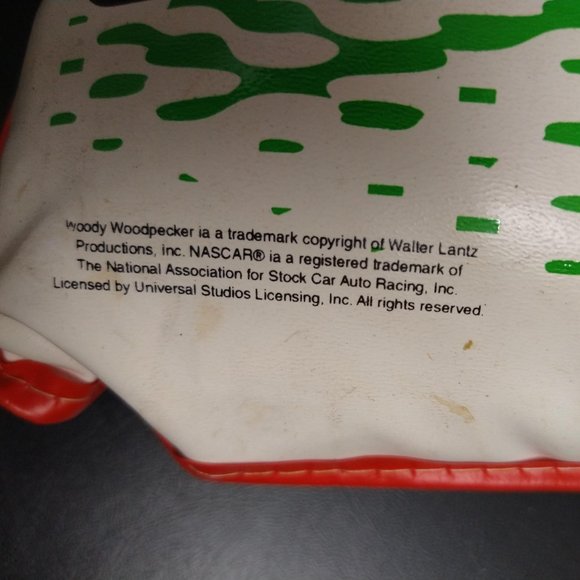 Woody Woodpecker ia a trademark copyright of Walter Lantz
Productions, inc. NASCAR® ia a registered trademark of
The National Association for Stock Car Auto Racing, Inc.
Licensed by Universal Studios Licensing, Inc. All rights reserved.